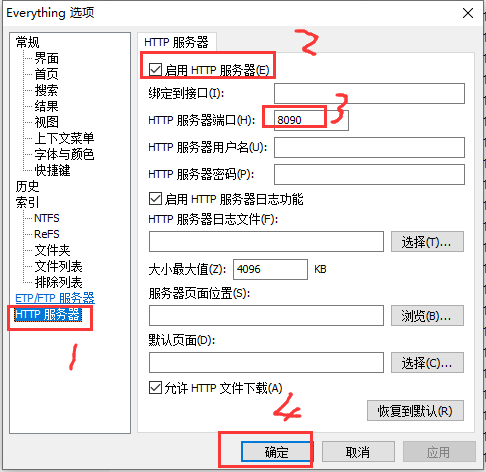 Everything 选项
常规
界面
首页
搜索
结果
视图
上下文菜单
字体与颜色
快捷键
历史
索引
NTFS
ReFS
文件夹
文件列表
排除列表
ETP/FTP 服务器
HTTP 服务器
1
HTTP 服务器
2
启用 HTTP 服务器(E)
绑定到接口(I):
HTTP 服务器端口(H): 8090
3
HTTP 服务器用户名(U):
HTTP 服务器密码(P):
启用 HTTP 服务器日志功能
HTTP 服务器日志文件(F):
选择(T)...
大小最大值(Z): 4096 KB
服务器页面位置(S):
浏览(B)...
默认页面(D):
选择(C)...
允许 HTTP 文件下载(A)
恢复到默认(R)
4
确定 取消 应用